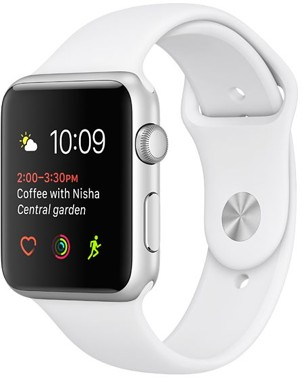 10:09
2:00-3:30PM
Coffee with Nisha
Central garden